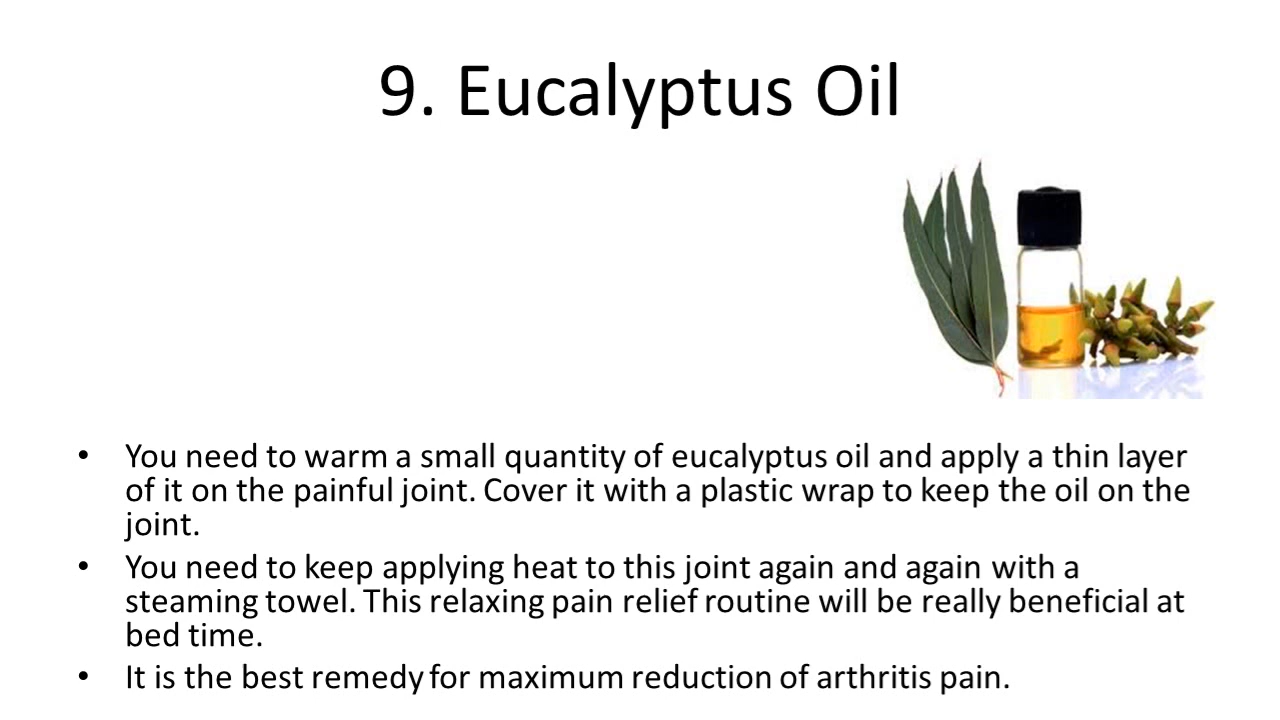 9. Eucalyptus Oil
• You need to warm a small quantity of eucalyptus oil and apply a thin layer
of it on the painful joint. Cover it with a plastic wrap to keep the oil on the
joint.
• You need to keep applying heat to this joint again and again with a
steaming towel. This relaxing pain relief routine will be really beneficial at
bed time.
• It is the best remedy for maximum reduction of arthritis pain.